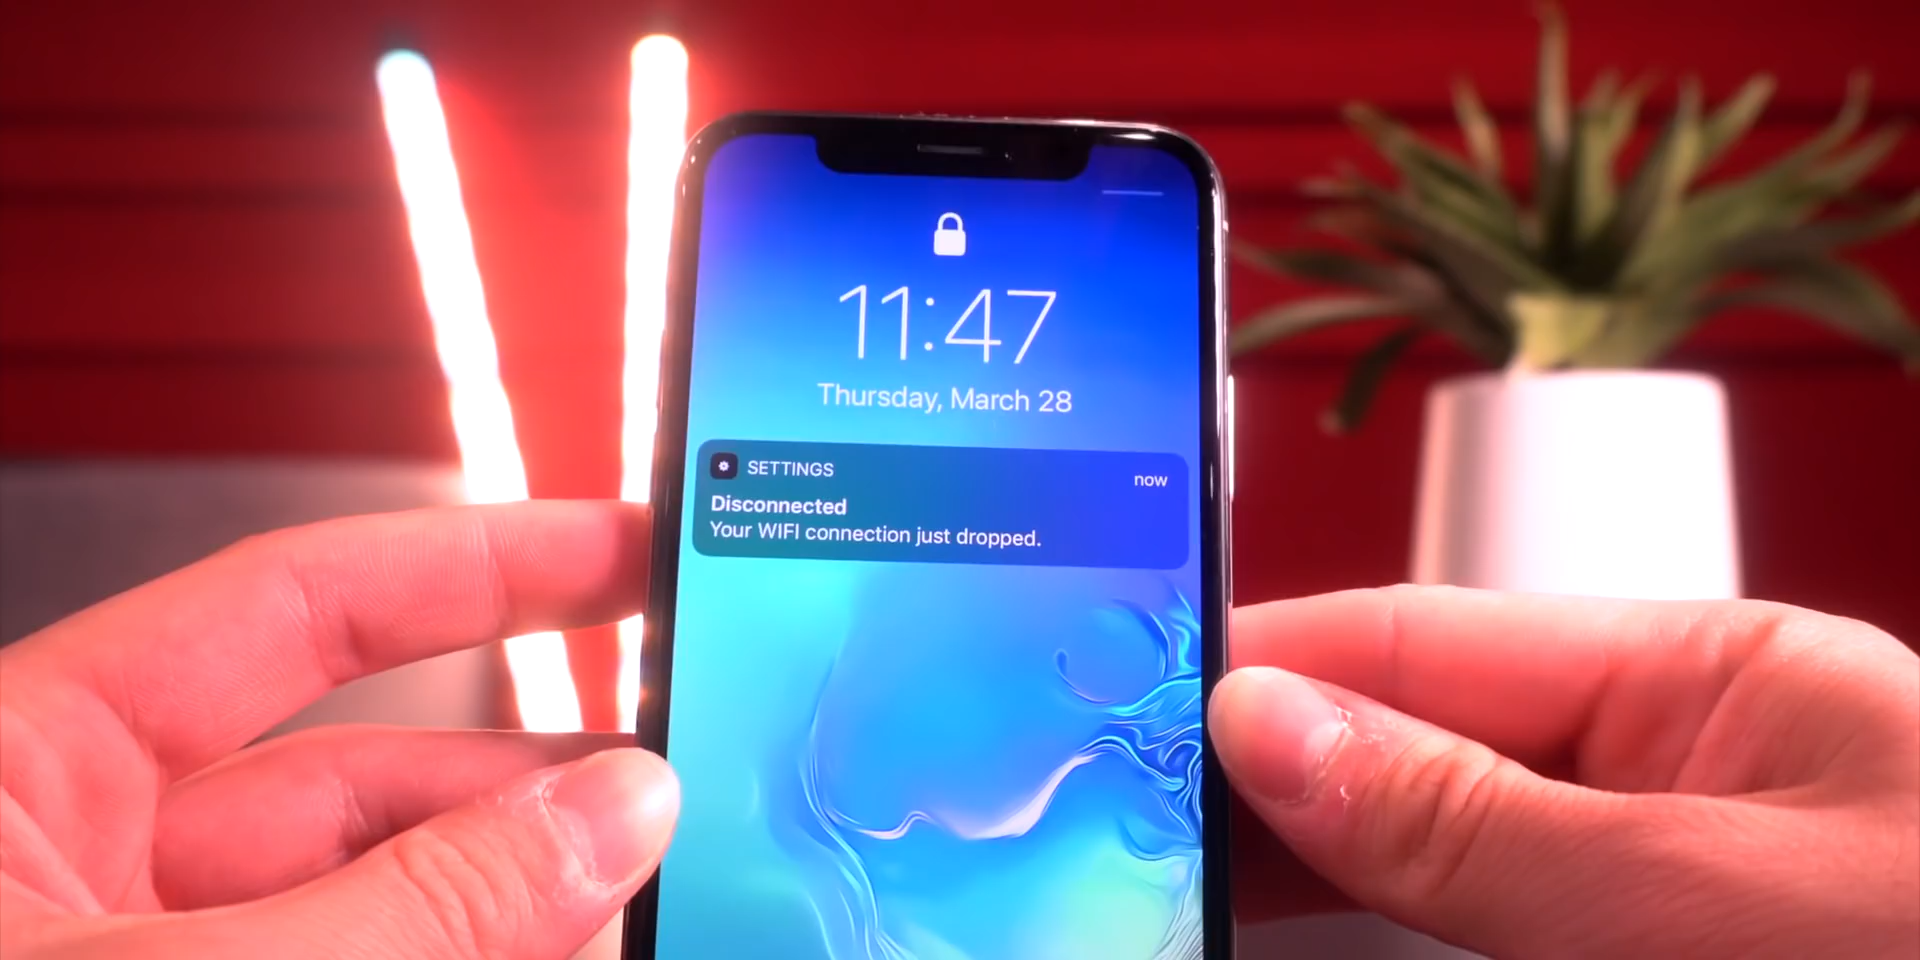 11:47
Thursday, March 28
SETTINGS
now
Disconnected
Your WIFI connection just dropped.